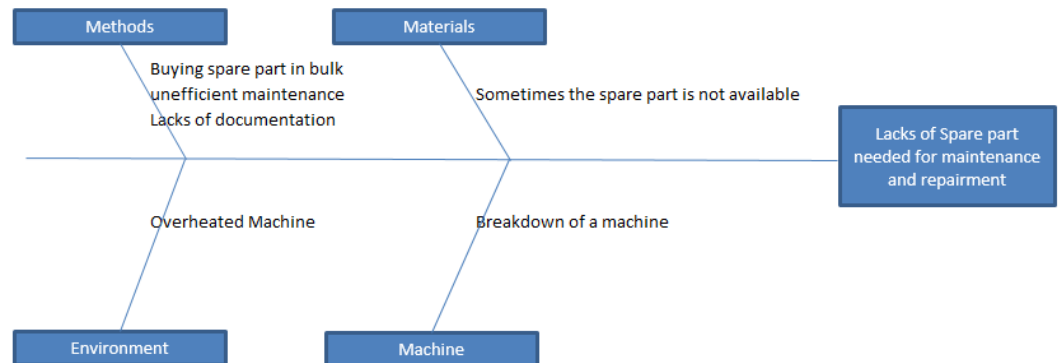 Methods
Materials
Buying spare part in bulk
unefficient maintenance
Lacks of documentation
Sometimes the spare part is not available
Lacks of Spare part
needed for maintenance
and repairment
Overheated Machine
Breakdown of a machine
Environment
Machine